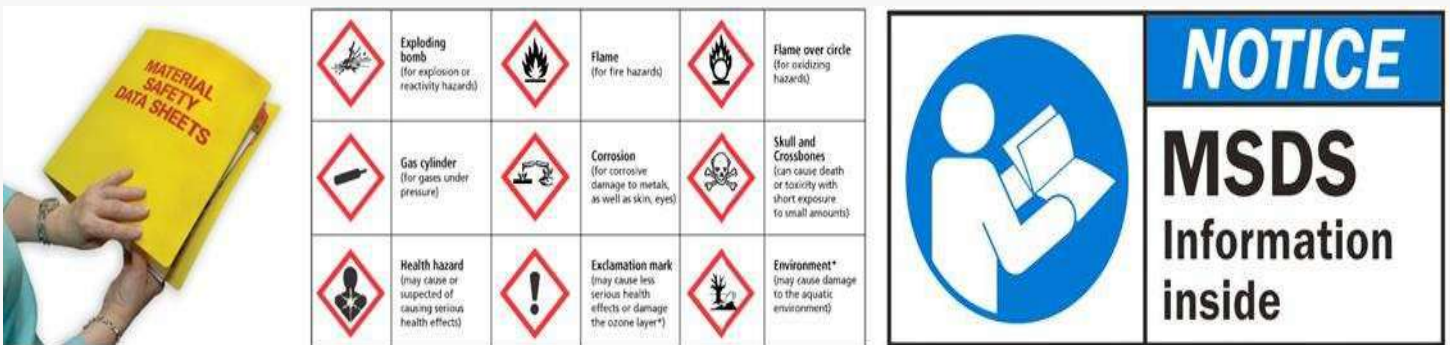 MATERIAL
SAFETY
DATA SHEETS
Exploding
bomb
(for explosion or
reactivity hazards)
Flame
(for fire hazards)
Flame over circle
(for oxidizing
hazards)
Gas cylinder
(for gases under
pressure)
Corrosion
(for corrosive
damage to metals,
as well as skin, eyes)
Skull and
Crossbones
(can cause death
or toxicity with
short exposure
to small amounts)
Health hazard
(may cause or
suspected of
causing serious
health effects)
Exclamation mark
(may cause less
serious health
effects or damage
the ozone layer*)
Environment*
(may cause damage
to the aquatic
environment)
NOTICE
MSDS
Information
inside